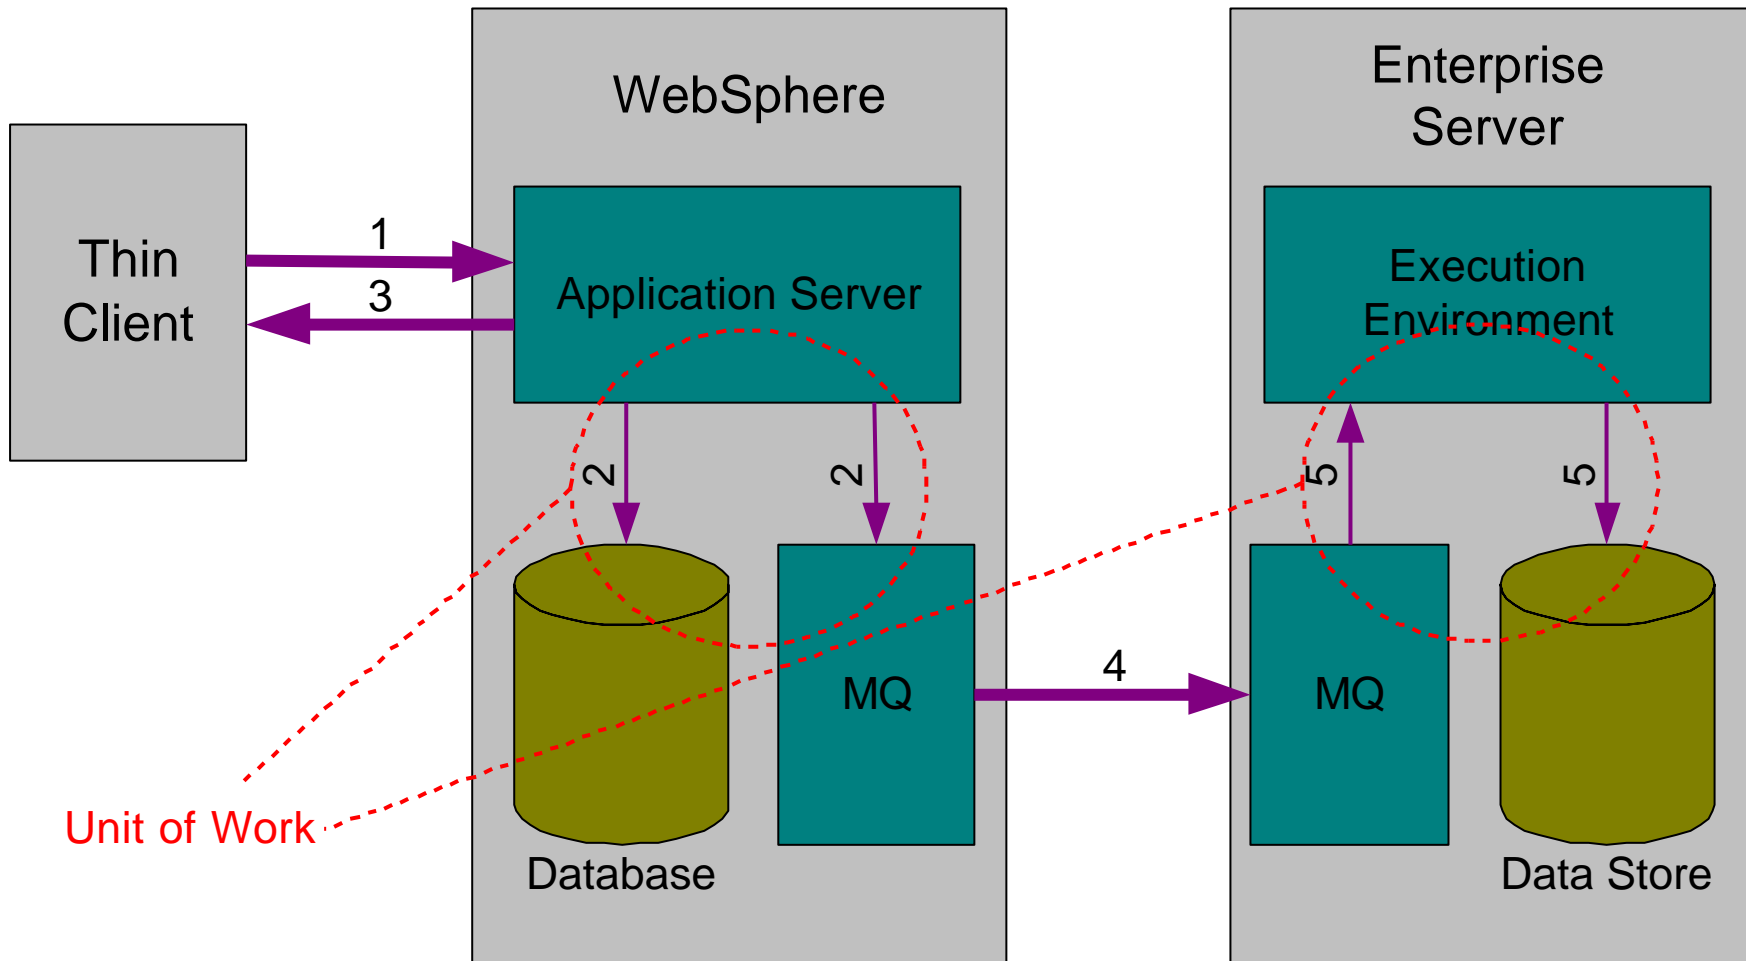 WebSphere
Enterprise
Server
Thin
Client
1
3
Application Server
Execution
Environment
2
2
5
5
4
MQ
MQ
Unit of Work
Database
Data Store